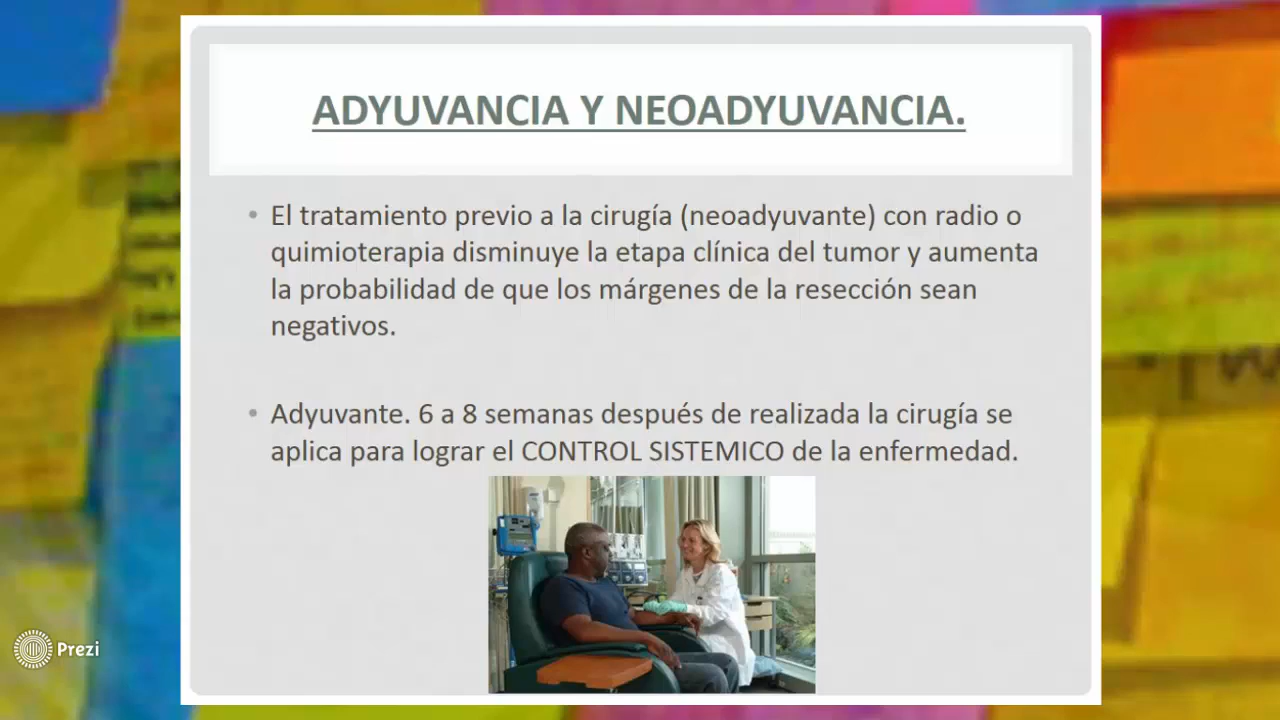 ADYUVANCIA Y NEOADYUVANCIA.
• El tratamiento previo a la cirugía (neoadyuvante) con radio o
quimioterapia disminuye la etapa clínica del tumor y aumenta
la probabilidad de que los márgenes de la resección sean
negativos.
• Adyuvante. 6 a 8 semanas después de realizada la cirugía se
aplica para lograr el CONTROL SISTEMICO de la enfermedad.
Prezi